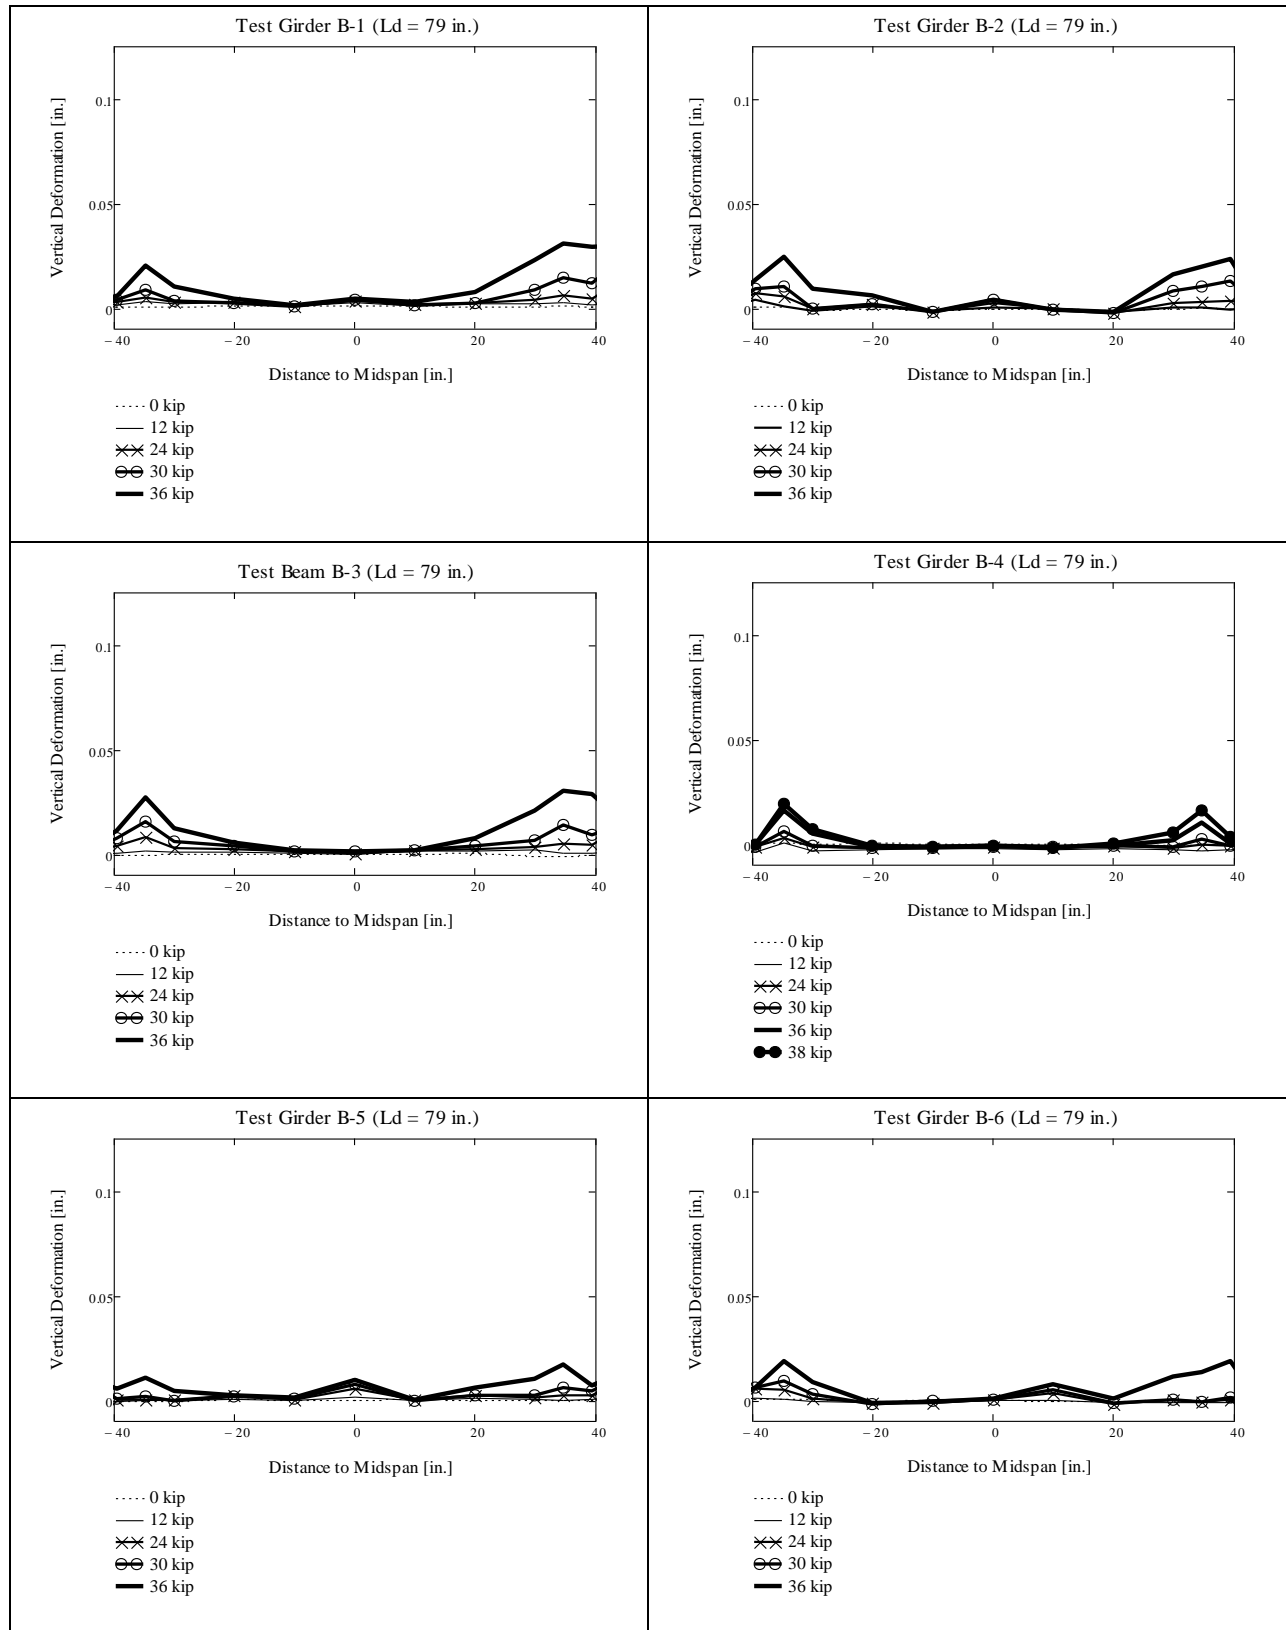 Test Girder B-1 (Ld = 79 in.)
Vertical Deformation [in.]
0.1
0.05
0
− 40
− 20
0
20
40
Distance to Midspan [in.]
0 kip
12 kip
24 kip
30 kip
36 kip
Test Girder B-2 (Ld = 79 in.)
Vertical Deformation [in.]
0.1
0.05
0
− 40
− 20
0
20
40
Distance to Midspan [in.]
0 kip
12 kip
24 kip
30 kip
36 kip
Test Beam B-3 (Ld = 79 in.)
Vertical Deformation [in.]
0.1
0.05
0
− 40
− 20
0
20
40
Distance to Midspan [in.]
0 kip
12 kip
24 kip
30 kip
36 kip
Test Girder B-4 (Ld = 79 in.)
Vertical Deformation [in.]
0.1
0.05
0
− 40
− 20
0
20
40
Distance to Midspan [in.]
0 kip
12 kip
24 kip
30 kip
36 kip
38 kip
Test Girder B-5 (Ld = 79 in.)
Vertical Deformation [in.]
0.1
0.05
0
− 40
− 20
0
20
40
Distance to Midspan [in.]
0 kip
12 kip
24 kip
30 kip
36 kip
Test Girder B-6 (Ld = 79 in.)
Vertical Deformation [in.]
0.1
0.05
0
− 40
− 20
0
20
40
Distance to Midspan [in.]
0 kip
12 kip
24 kip
30 kip
36 kip